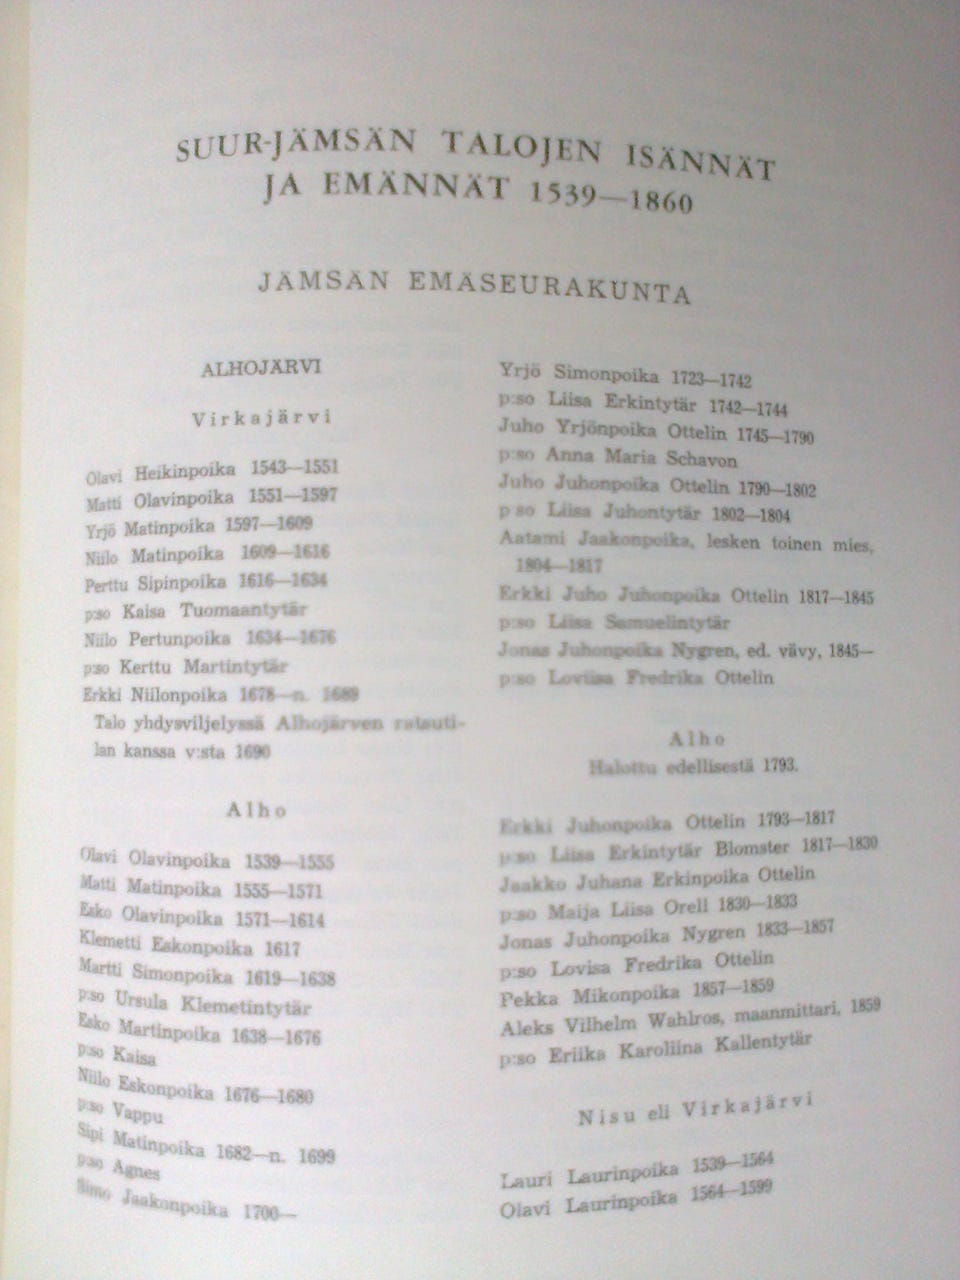 SUUR-JÄMSÄN TALOJEN ISÄNNÄT
JA EMÄNNÄT 1539—1860
JÄMSÄN EMÄSEURAKUNTA
ALHOJÄRVI
Virkajärvi
Olavi Heikinpoika 1543—1551
Matti Olavinpoika 1551—1597
Yrjö Matinpoika 1597—1609
Niilo Matinpoika 1609—1616
Perttu Sipinpoika 1616—1634
p:so Kaisa Tuomaantytär
Niilo Pertunpoika 1634—1676
p:so Kerttu Martintytär
Erkki Niilonpoika 1678—n. 1689
Talo yhdysviljelyssä Alhojärven ratsuti-
lan kanssa v:sta 1690
Alho
Olavi Olavinpoika 1539—1555
Matti Matinpoika 1555—1571
Esko Olavinpoika 1571—1614
Klemetti Eskonpoika 1617
Martti Simonpoika 1619—1638
p:so Ursula Klemetintytär
Esko Martinpoika 1638—1676
p:so Kaisa
Niilo Eskonpoika 1676—1680
p:so Vappu
Sipi Matinpoika 1682—n. 1699
p:so Agnes
Simo Jaakonpoika 1700—
Yrjö Simonpoika 1723—1742
p:so Liisa Erkintytär 1742—1744
Juho Yrjönpoika Ottelin 1745—1790
p:so Anna Maria Schavon
Juho Juhonpoika Ottelin 1790—1802
p so Liisa Juhontytär 1802—1804
Aatami Jaakonpoika, lesken toinen mies,
1804—1817
Erkki Juho Juhonpoika Ottelin 1817—1845
p:so Liisa Samuelintytär
Jonas Juhonpoika Nygren, ed. vävy, 1845—
p:so Loviisa Fredrika Ottelin
Alho
Halottu edellisestä 1793.
Erkki Juhonpoika Ottelin 1793—1817
p:so Liisa Erkintytär Blomster 1817—1830
Jaakko Juhana Erkinpoika Ottelin
p:so Maija Liisa Orell 1830—1833
Jonas Juhonpoika Nygren 1833—1857
p:so Lovisa Fredrika Ottelin
Pekka Mikonpoika 1857—1859
Aleks Vilhelm Wahlros, maanmittari, 1859
p:so Eriika Karoliina Kallentytär
Nisu eli Virkajärvi
Lauri Laurinpoika 1539—1564
Olavi Laurinpoika 1564—1599